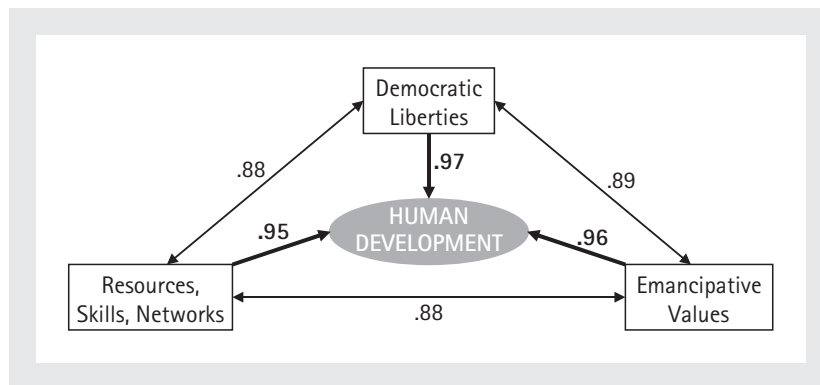 Democratic
Liberties
.88
.97
.89
HUMAN
DEVELOPMENT
.95
.96
Resources,
Skills, Networks
.88
Emancipative
Values